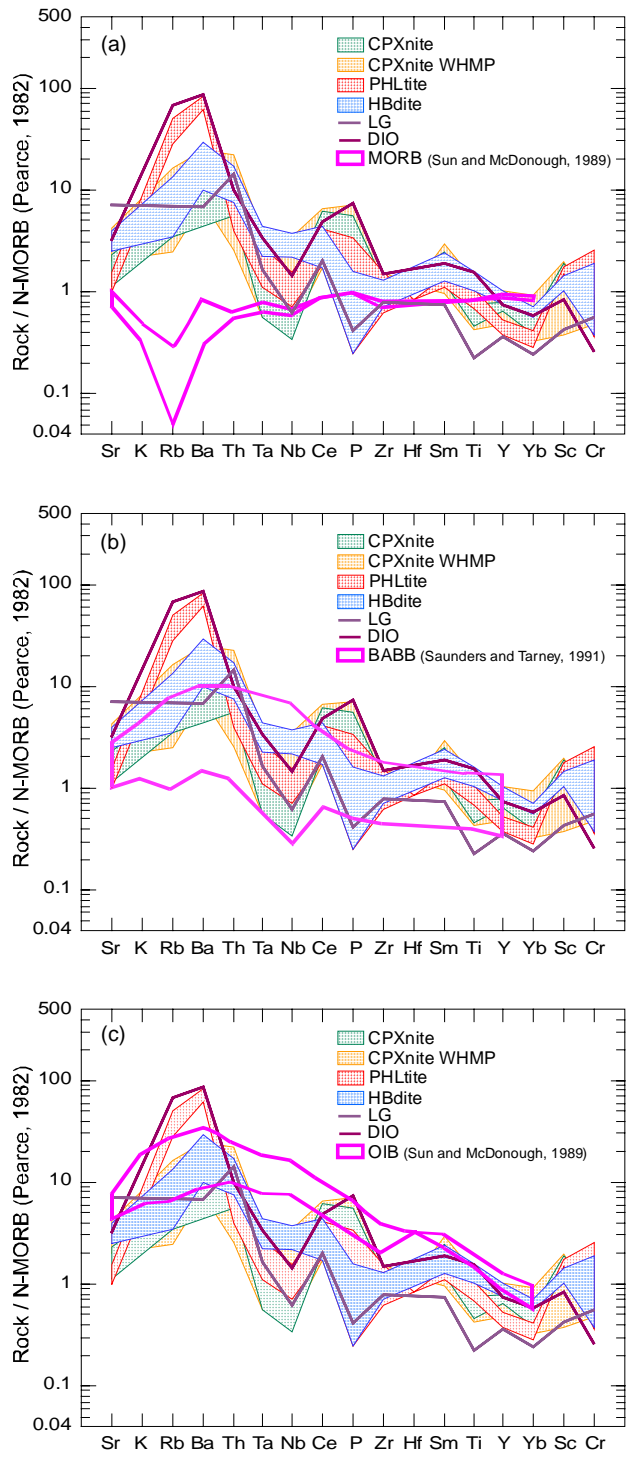 500
(a)
CPXnite
CPXnite WHMP
PHLtite
HBdite
LG
DIO
MORB (Sun and McDonough, 1989)
100
10
1
0.1
0.04
Rock / N-MORB (Pearce, 1982)
Sr K Rb Ba Th Ta Nb Ce P Zr Hf Sm Ti Y Yb Sc Cr
500
(b)
CPXnite
CPXnite WHMP
PHLtite
HBdite
LG
DIO
BABB (Saunders and Tarney, 1991)
100
10
1
0.1
0.04
Rock / N-MORB (Pearce, 1982)
Sr K Rb Ba Th Ta Nb Ce P Zr Hf Sm Ti Y Yb Sc Cr
500
(c)
CPXnite
CPXnite WHMP
PHLtite
HBdite
LG
DIO
OIB (Sun and McDonough, 1989)
100
10
1
0.1
0.04
Rock / N-MORB (Pearce, 1982)
Sr K Rb Ba Th Ta Nb Ce P Zr Hf Sm Ti Y Yb Sc Cr